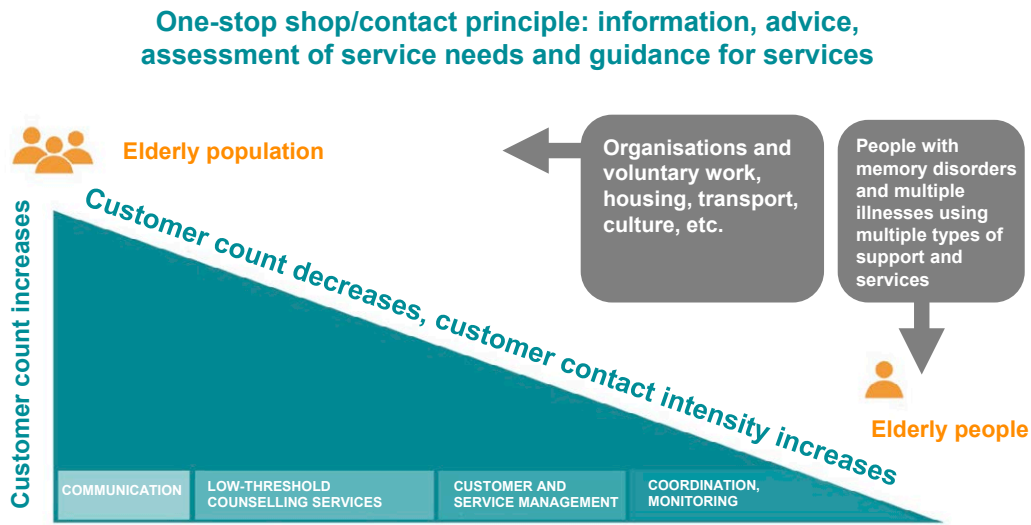 One-stop shop/contact principle: information, advice,
assessment of service needs and guidance for services
Elderly population
Organisations and
voluntary work,
housing, transport,
culture, etc.
People with
memory disorders
and multiple
illnesses using
multiple types of
support and
services
Customer count increases
Customer count decreases, customer contact intensity increases
Elderly people
COMMUNICATION
LOW-THRESHOLD
COUNSELLING SERVICES
CUSTOMER AND
SERVICE MANAGEMENT
COORDINATION,
MONITORING